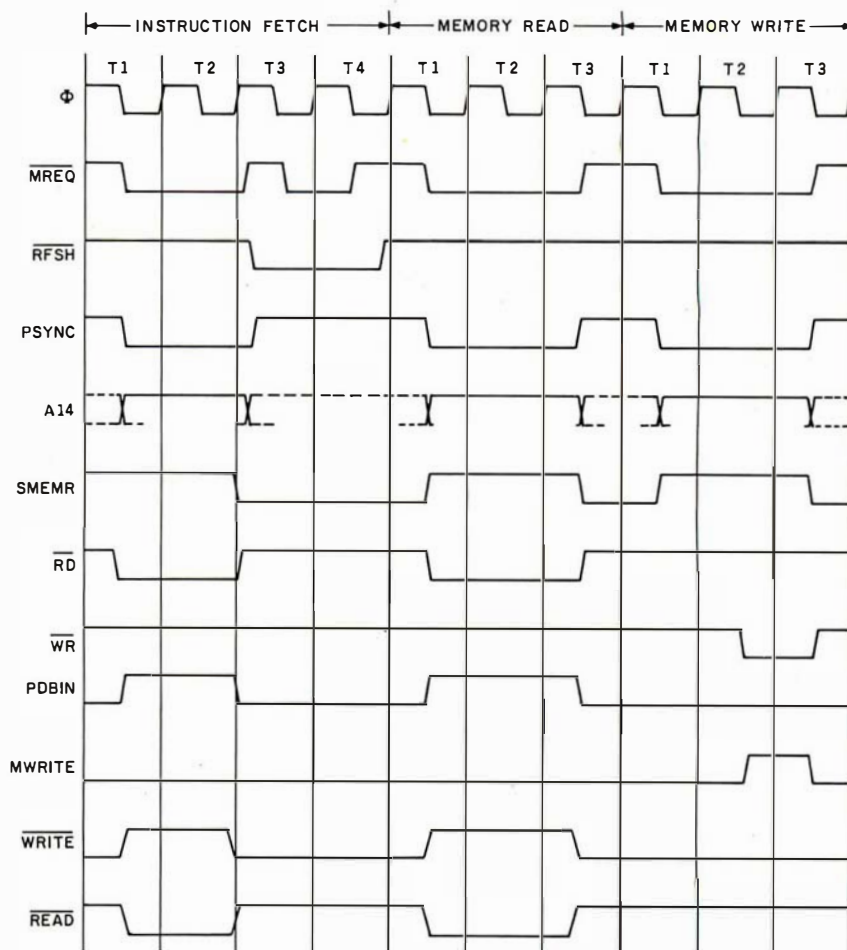 INSTRUCTION FETCH MEMORY READ MEMORY WRITE
T1 T2 T3 T4 T1 T2 T3 T1 T2 T3
Φ
MREQ
RFSH
PSYNC
A14
SMEMR
RD
WR
PDBIN
MWRITE
WRITE
READ